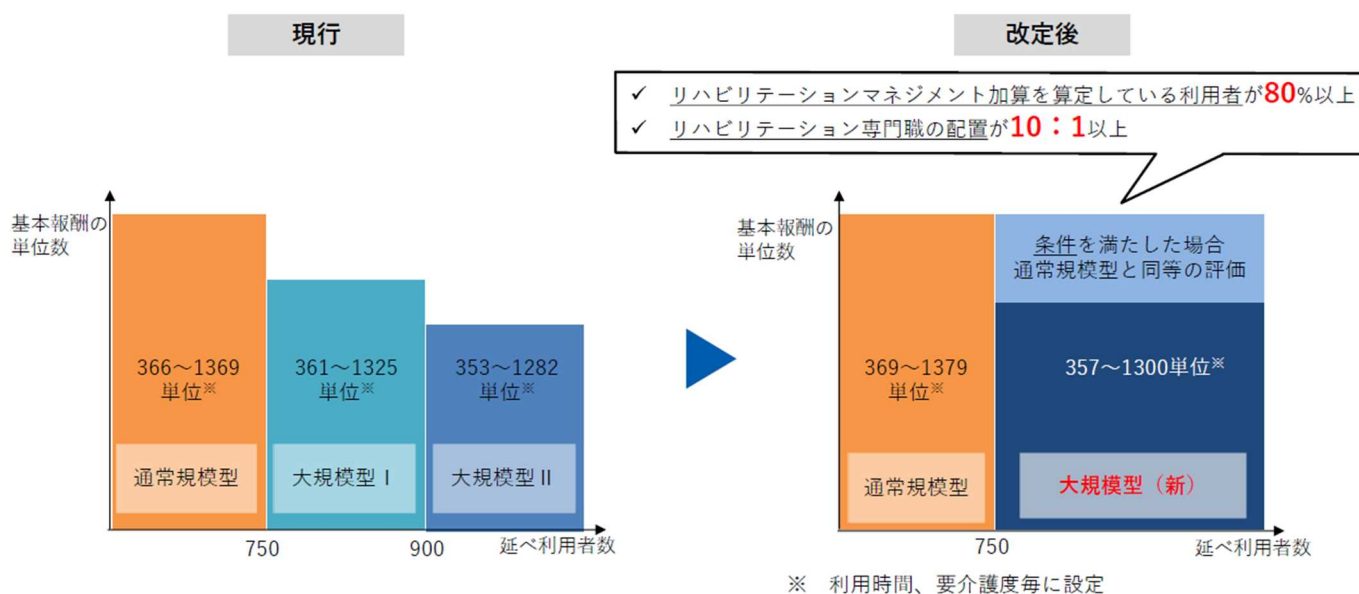 現行
改定後
✓ リハビリテーションマネジメント加算を算定している利用者が80%以上
✓ リハビリテーション専門職の配置が10：1以上
基本報酬の
単位数
366～1369
単位※
通常規模型
361～1325
単位※
大規模型Ⅰ
353～1282
単位※
大規模型Ⅱ
750
900
延べ利用者数
基本報酬の
単位数
369～1379
単位※
通常規模型
条件を満たした場合
通常規模型と同等の評価
357～1300単位※
大規模型（新）
750
延べ利用者数
※　利用時間、要介護度毎に設定